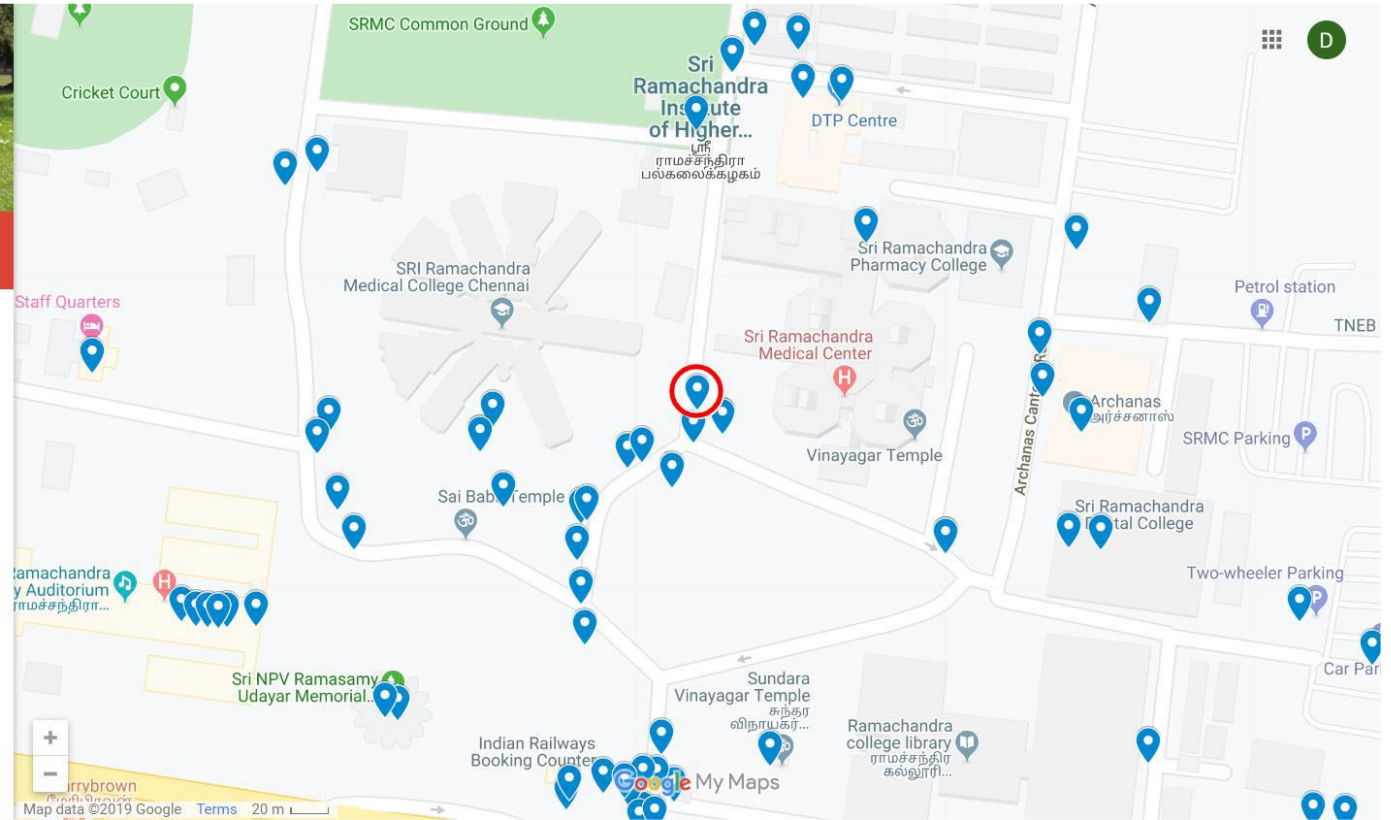 SRMC Common Ground
D
Cricket Court
Sri
Ramachandra
of Higher...
ஸ்ரீ
ராமச்சந்திரா
பல்கலைக்கழகம்
DTP Centre
Sri Ramachandra
Pharmacy College
SRI Ramachandra
Medical College Chennai
Staff Quarters
Petrol station
TNEB
Sri Ramachandra
Medical Center
H
Archanas
அர்ச்சனாஸ்
Archanas
SRMC Parking
P
Vinayagar Temple
Sai Temple
Sri Ramachandra
College
Two-wheeler Parking
P
amachandra
y Auditorium
ராமச்சந்திரா...
H
Sri NPV Ramasamy
Udayar Memorial...
Sundara
Vinayagar Temple
சுந்தர
விநாயகர்...
Car Par
Ramachandra
college library
ராமச்சந்திர
கல்லூரி...
Indian Railways
Booking Counter
+
−
rrybrown
Google My Maps
Map data ©2019 Google Terms 20 m